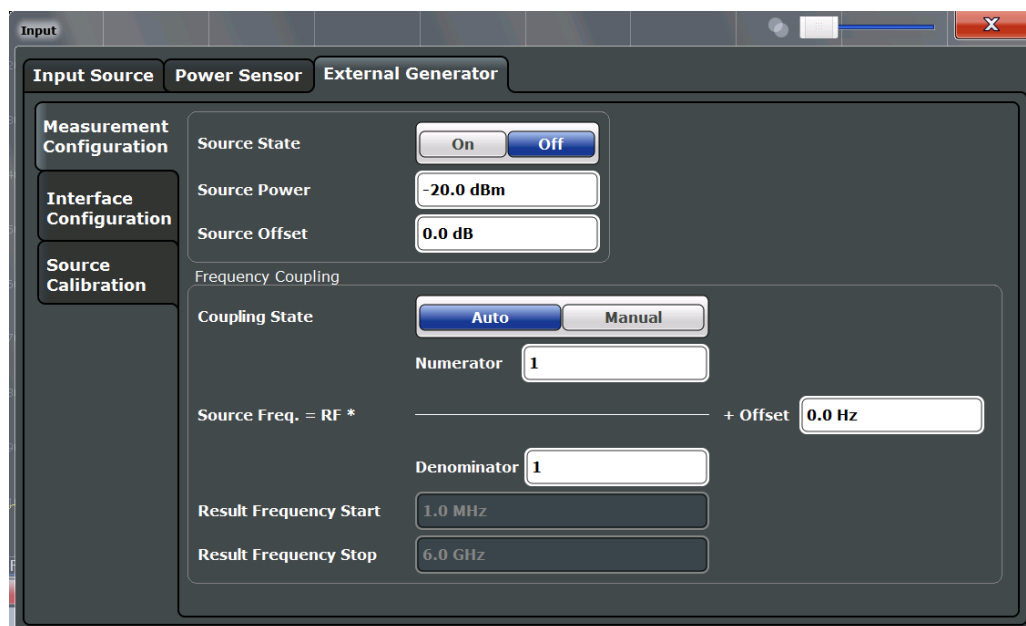 Input
X
Input Source Power Sensor External Generator
Measurement
Configuration
Interface
Configuration
Source
Calibration
Source State On Off
Source Power -20.0 dBm
Source Offset 0.0 dB
Frequency Coupling
Coupling State Auto Manual
Numerator 1
Source Freq. = RF * + Offset 0.0 Hz
Denominator 1
Result Frequency Start 1.0 MHz
Result Frequency Stop 6.0 GHz